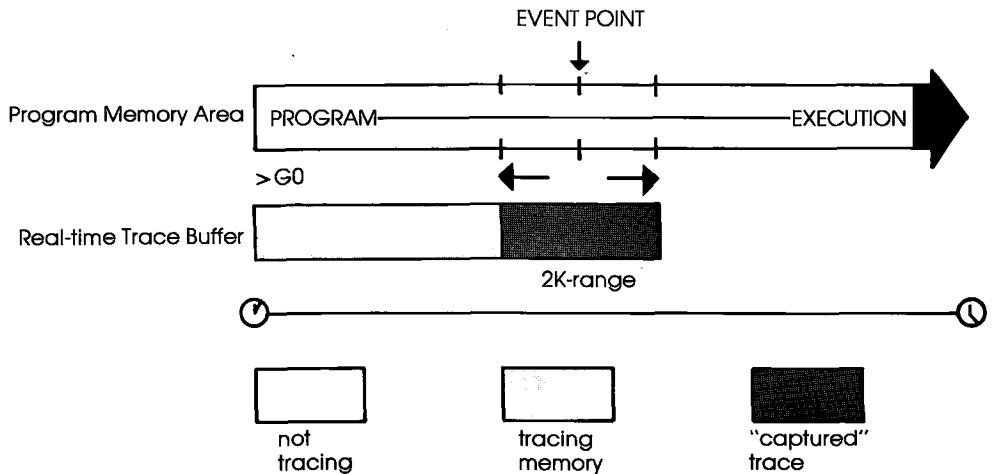 EVENT POINT
Program Memory Area
PROGRAM
EXECUTION
>G0
Real-time Trace Buffer
2K-range
not
tracing
tracing
memory
"captured"
trace